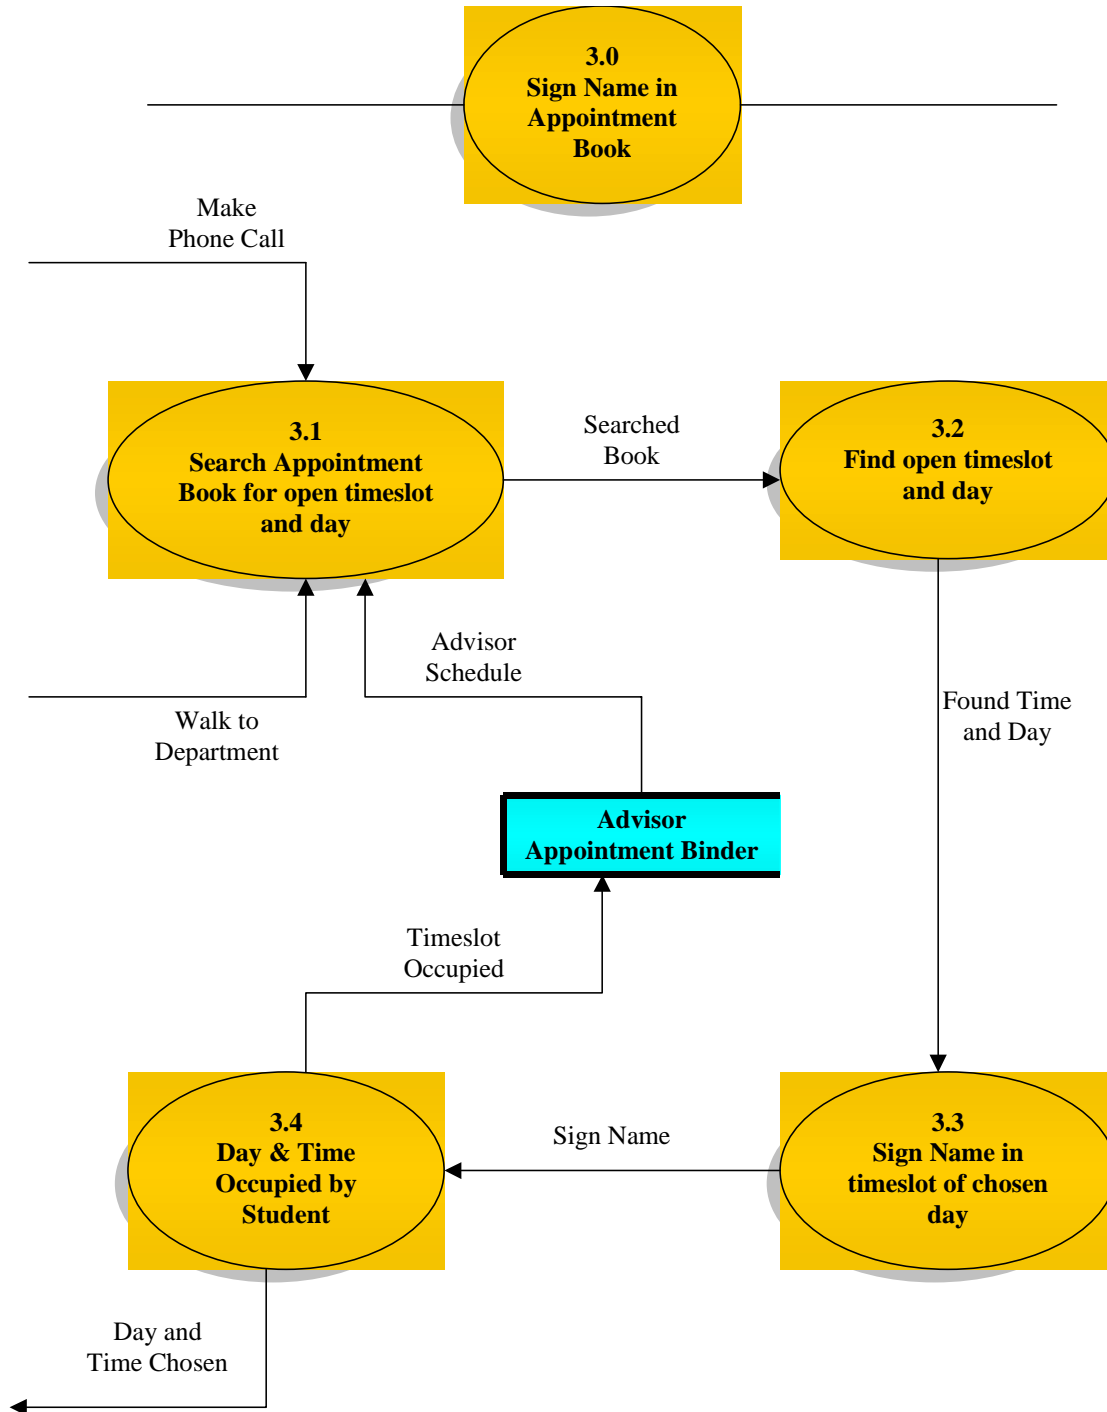 3.0
Sign Name in
Appointment
Book
Make
Phone Call
3.1
Search Appointment
Book for open timeslot
and day
Searched
Book
3.2
Find open timeslot
and day
Advisor
Schedule
Walk to
Department
Found Time
and Day
Advisor
Appointment Binder
Timeslot
Occupied
3.4
Day & Time
Occupied by
Student
Sign Name
3.3
Sign Name in
timeslot of chosen
day
Day and
Time Chosen